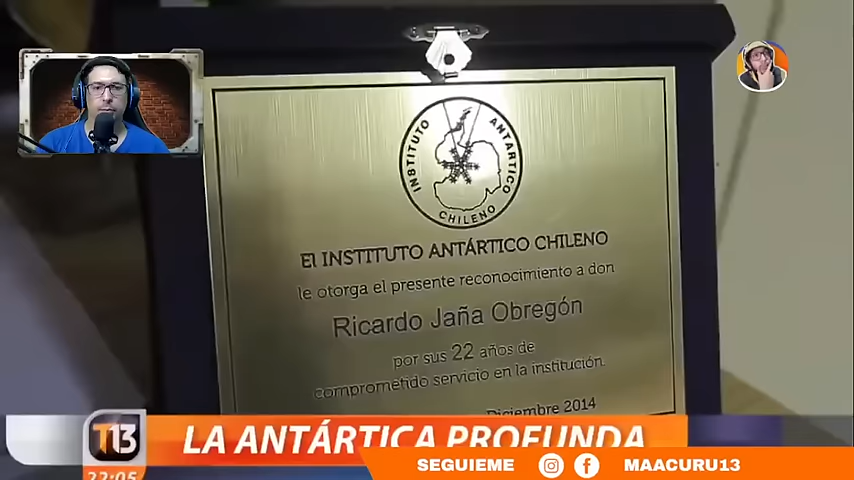 INSTITUTO ANTÁRTICO
CHILENO
El INSTITUTO ANTÁRTICO CHILENO
le otorga el presente reconocimiento a don
Ricardo Jaña Obregón
por sus 22 años de
comprometido servicio en la institución.
Diciembre 2014
T13
LA ANTÁRTICA PROFUNDA
22:05
SEGUIEME
MAACURU13